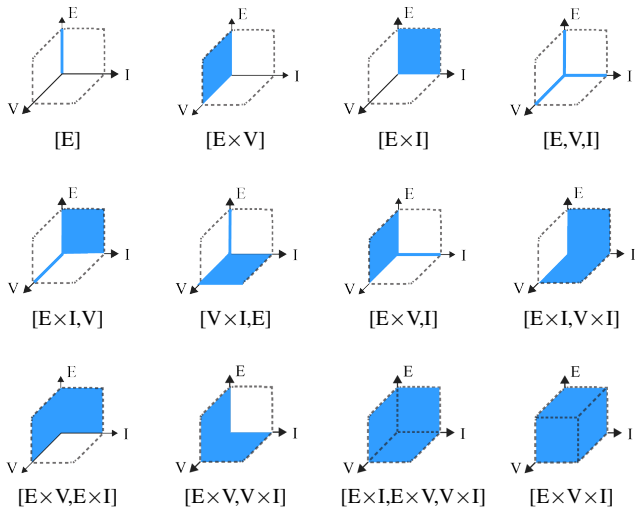 E
I
V
[E]
E
I
V
[E×V]
E
I
V
[E×I]
E
I
V
[E,V,I]
E
I
V
[E×I,V]
E
I
V
[V×I,E]
E
I
V
[E×V,I]
E
I
V
[E×I,V×I]
E
I
V
[E×V,E×I]
E
I
V
[E×V,V×I]
E
I
V
[E×I,E×V,V×I]
E
I
V
[E×V×I]